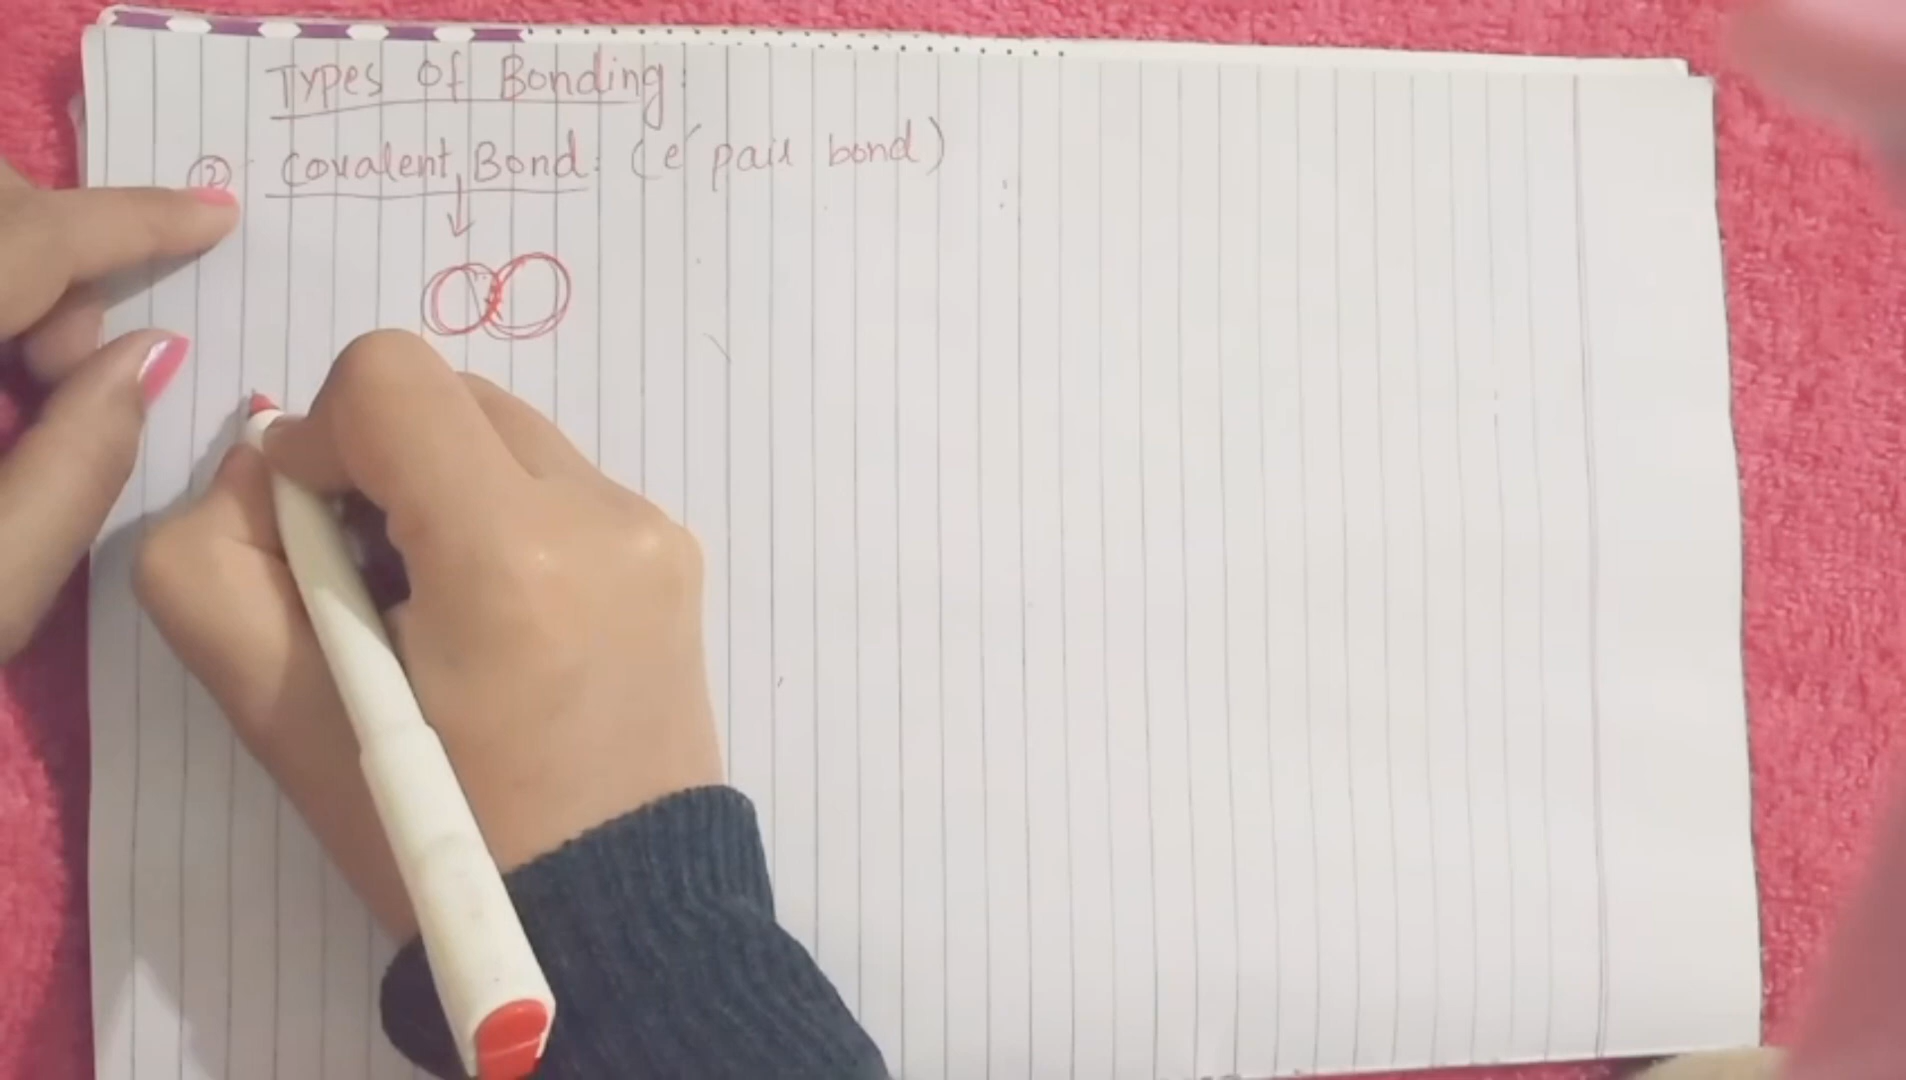 Types of Bonding:
② Covalent Bond: (e⁻ pair bond)